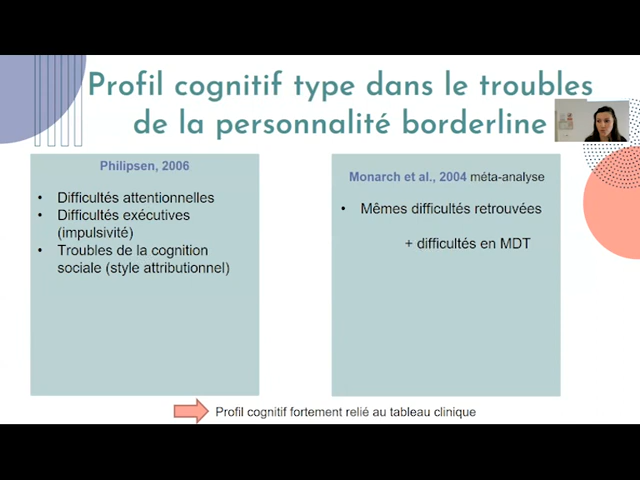 Profil cognitif type dans le troubles
de la personnalité borderline
Philipsen, 2006
• Difficultés attentionnelles
• Difficultés exécutives
(impulsivité)
• Troubles de la cognition
sociale (style attributionnel)
Monarch et al., 2004 méta-analyse
• Mêmes difficultés retrouvées
+ difficultés en MDT
Profil cognitif fortement relié au tableau clinique